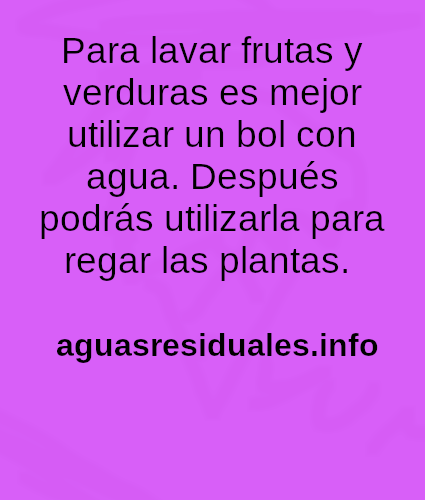 Para lavar frutas y
verduras es mejor
utilizar un bol con
agua. Después
podrás utilizarla para
regar las plantas.
aguasresiduales.info